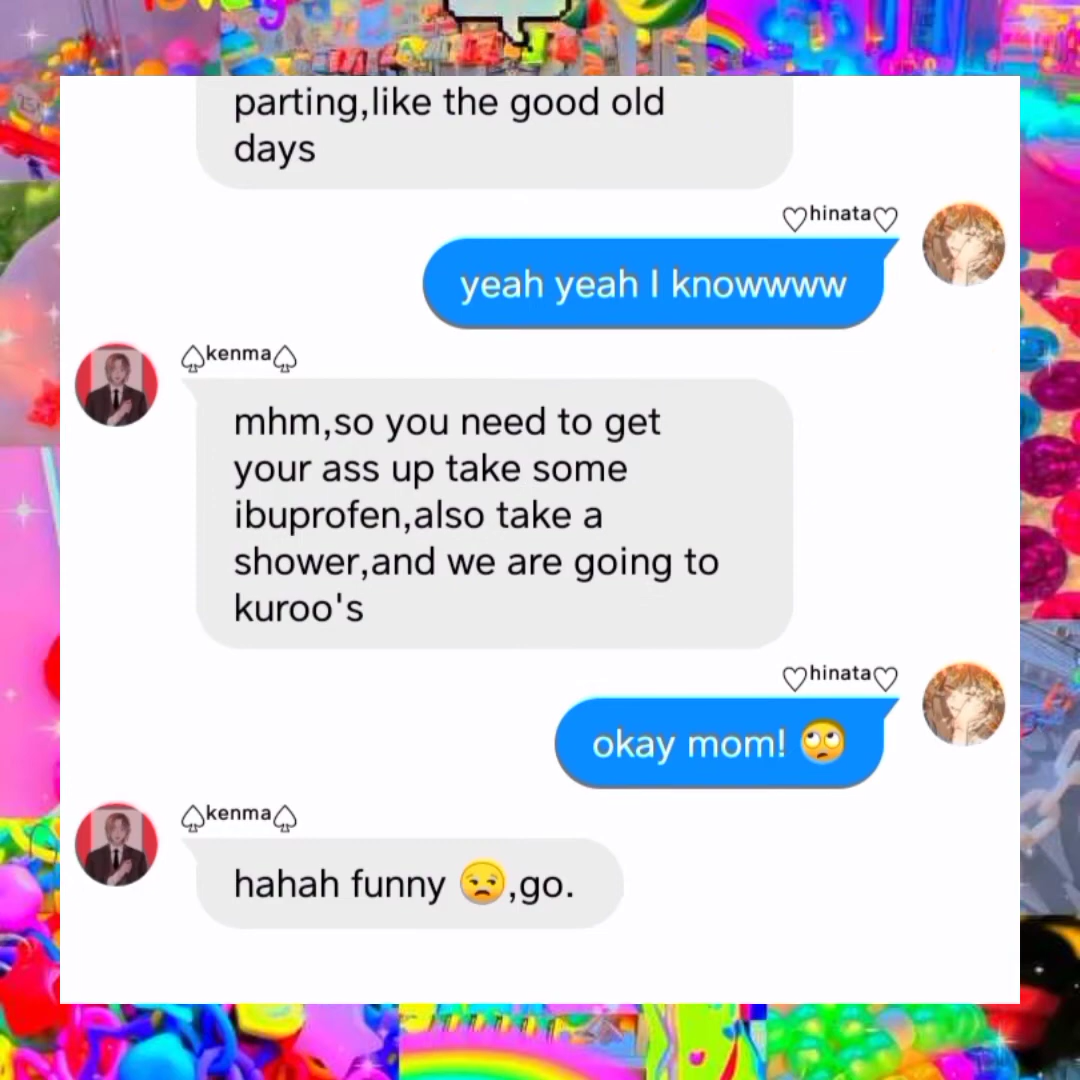 lovely
parting,like the good old
days
♡hinata♡
yeah yeah I knowwww
♤kenma♤
mhm,so you need to get
your ass up take some
ibuprofen,also take a
shower,and we are going to
kuroo's
♡hinata♡
okay mom! 🙄
♤kenma♤
hahah funny 😒,go.